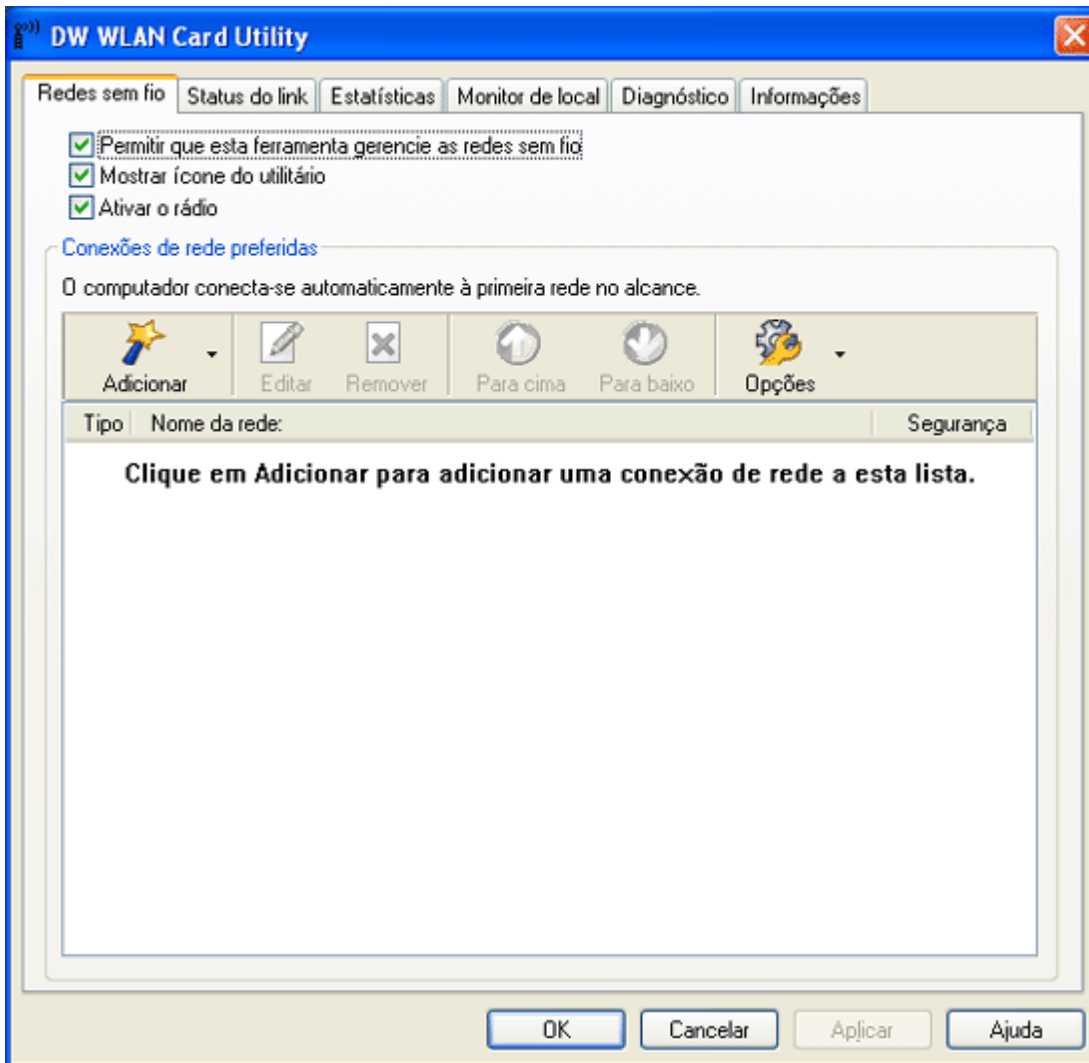 DW WLAN Card Utility
Redes sem fio Status do link Estatísticas Monitor de local Diagnóstico Informações
Permitir que esta ferramenta gerencie as redes sem fio
Mostrar ícone do utilitário
Ativar o rádio
Conexões de rede preferidas
O computador conecta-se automaticamente à primeira rede no alcance.
Adicionar Editar Remover Para cima Para baixo Opções
Tipo Nome da rede: Segurança
Clique em Adicionar para adicionar uma conexão de rede a esta lista.
OK Cancelar Aplicar Ajuda